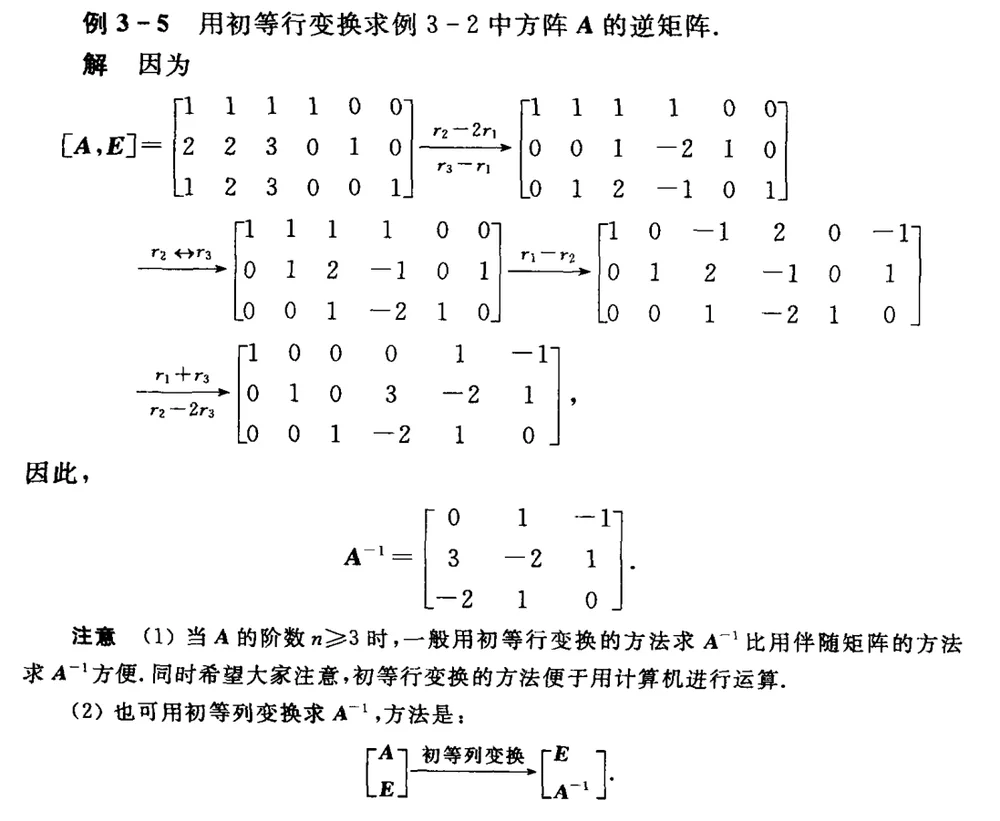 例 3-5 用初等行变换求例 3-2 中方阵 A 的逆矩阵.
解 因为
[A,E]= [1 1 1 1 0 0; 2 2 3 0 1 0; 1 2 3 0 0 1] r₂-2r₁ r₃-r₁ → [1 1 1 1 0 0; 0 0 1 -2 1 0; 0 1 2 -1 0 1]
r₂↔r₃ → [1 1 1 1 0 0; 0 1 2 -1 0 1; 0 0 1 -2 1 0] r₁-r₂ → [1 0 -1 2 0 -1; 0 1 2 -1 0 1; 0 0 1 -2 1 0]
r₁+r₃ r₂-2r₃ → [1 0 0 0 1 -1; 0 1 0 3 -2 1; 0 0 1 -2 1 0],
因此,
A⁻¹= [0 1 -1; 3 -2 1; -2 1 0].
注意 (1) 当 A 的阶数 n≥3 时,一般用初等行变换的方法求 A⁻¹ 比用伴随矩阵的方法
求 A⁻¹方便.同时希望大家注意,初等行变换的方法便于用计算机进行运算.
(2) 也可用初等列变换求 A⁻¹,方法是:
[A; E] 初等列变换 → [E; A⁻¹].